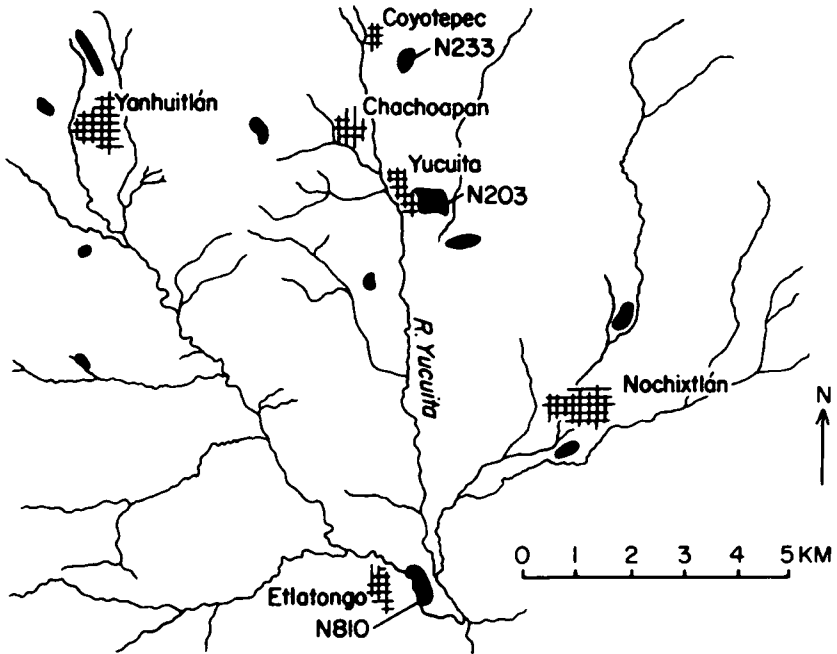 Coyotepec
N233
Yanhuitlán
Chachoapan
Yucuita
N203
R. Yucuita
Nochixtlán
N
0 1 2 3 4 5 KM
Etlatongo
N810